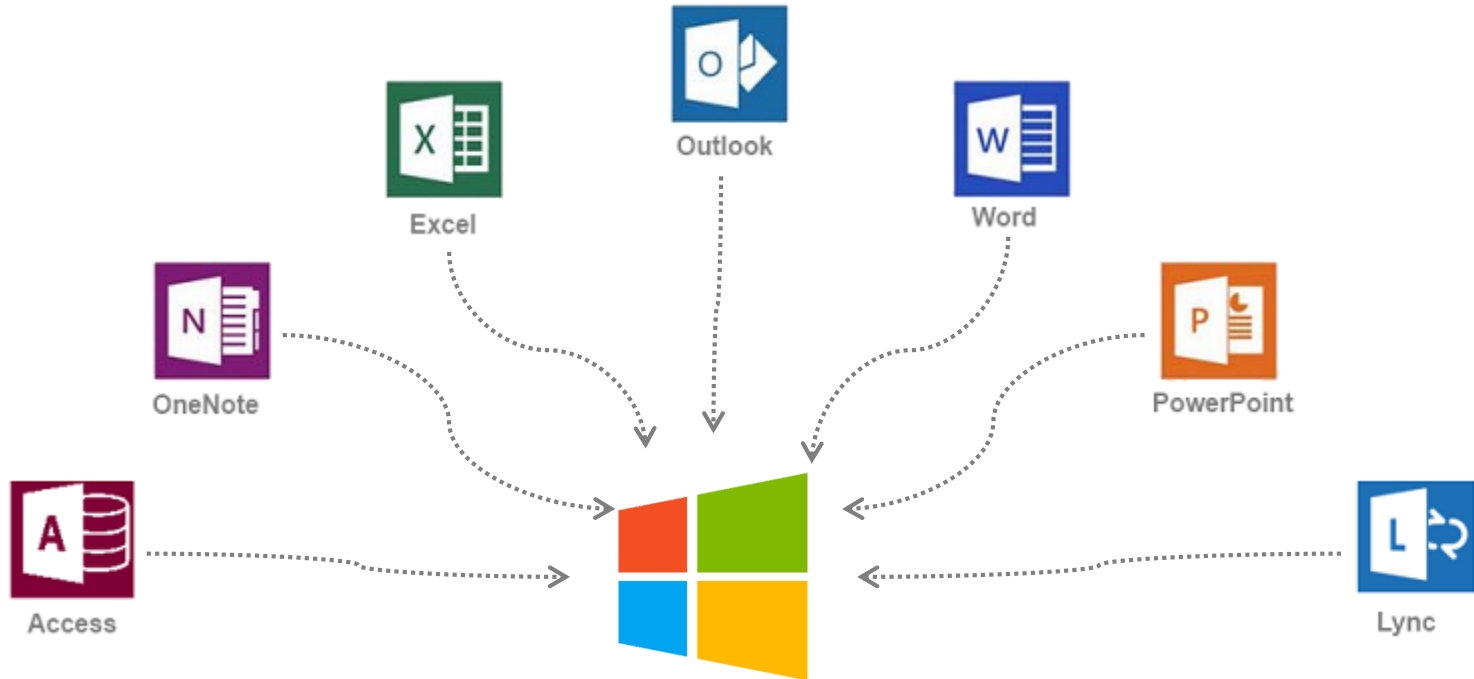 O
Outlook
X
Excel
W
Word
N
OneNote
P
PowerPoint
A
Access
L
Lync